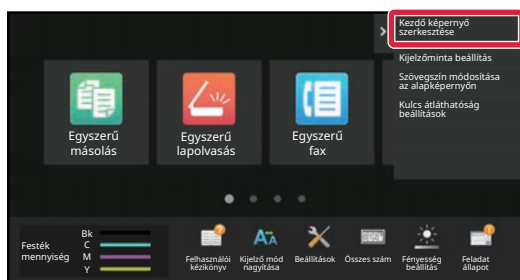 Kezdő képernyő
szerkesztése
Kijelzőminta beállítás
Szövegszín módosítása
az alapképernyőn
Kulcs átláthatóság
beállítások
Egyszerű
másolás
Egyszerű
lapolvasás
Egyszerű
fax
Festék
mennyiség
Bk
C
M
Y
Felhasználói
kézikönyv
Kijelző mód
nagyítása
Beállítások
Összes szám
Fényesség
beállítás
Feladat
állapot